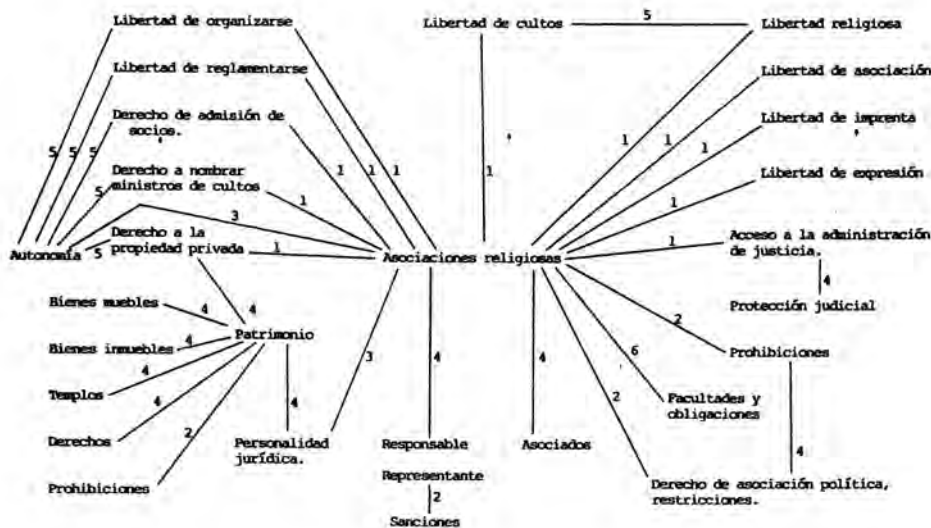 Libertad de organizarse
Libertad de cultos
5
Libertad religiosa
Libertad de reglamentarse
Libertad de asociación
Derecho de admisión de
socios.
Libertad de imprenta
5 5 5
1 1 1
1
1 1 1
Derecho a nombrar
ministros de cultos
5
1
Libertad de expresión
1
3
Derecho a la
propiedad privada
Autonomía
5
1
Asociaciones religiosas
1
Acceso a la administración
de justicia.
4
Protección judicial
Bienes muebles
4
4
Patrimonio
Bienes inmuebles
4
2
Prohibiciones
3
4
4
6
Templos
4
2
Facultades y
obligaciones
Derechos
4
2
4
Personalidad
jurídica.
Responsable
Asociados
4
Representante
Prohibiciones
2
Derecho de asociación política,
restricciones.
Sanciones